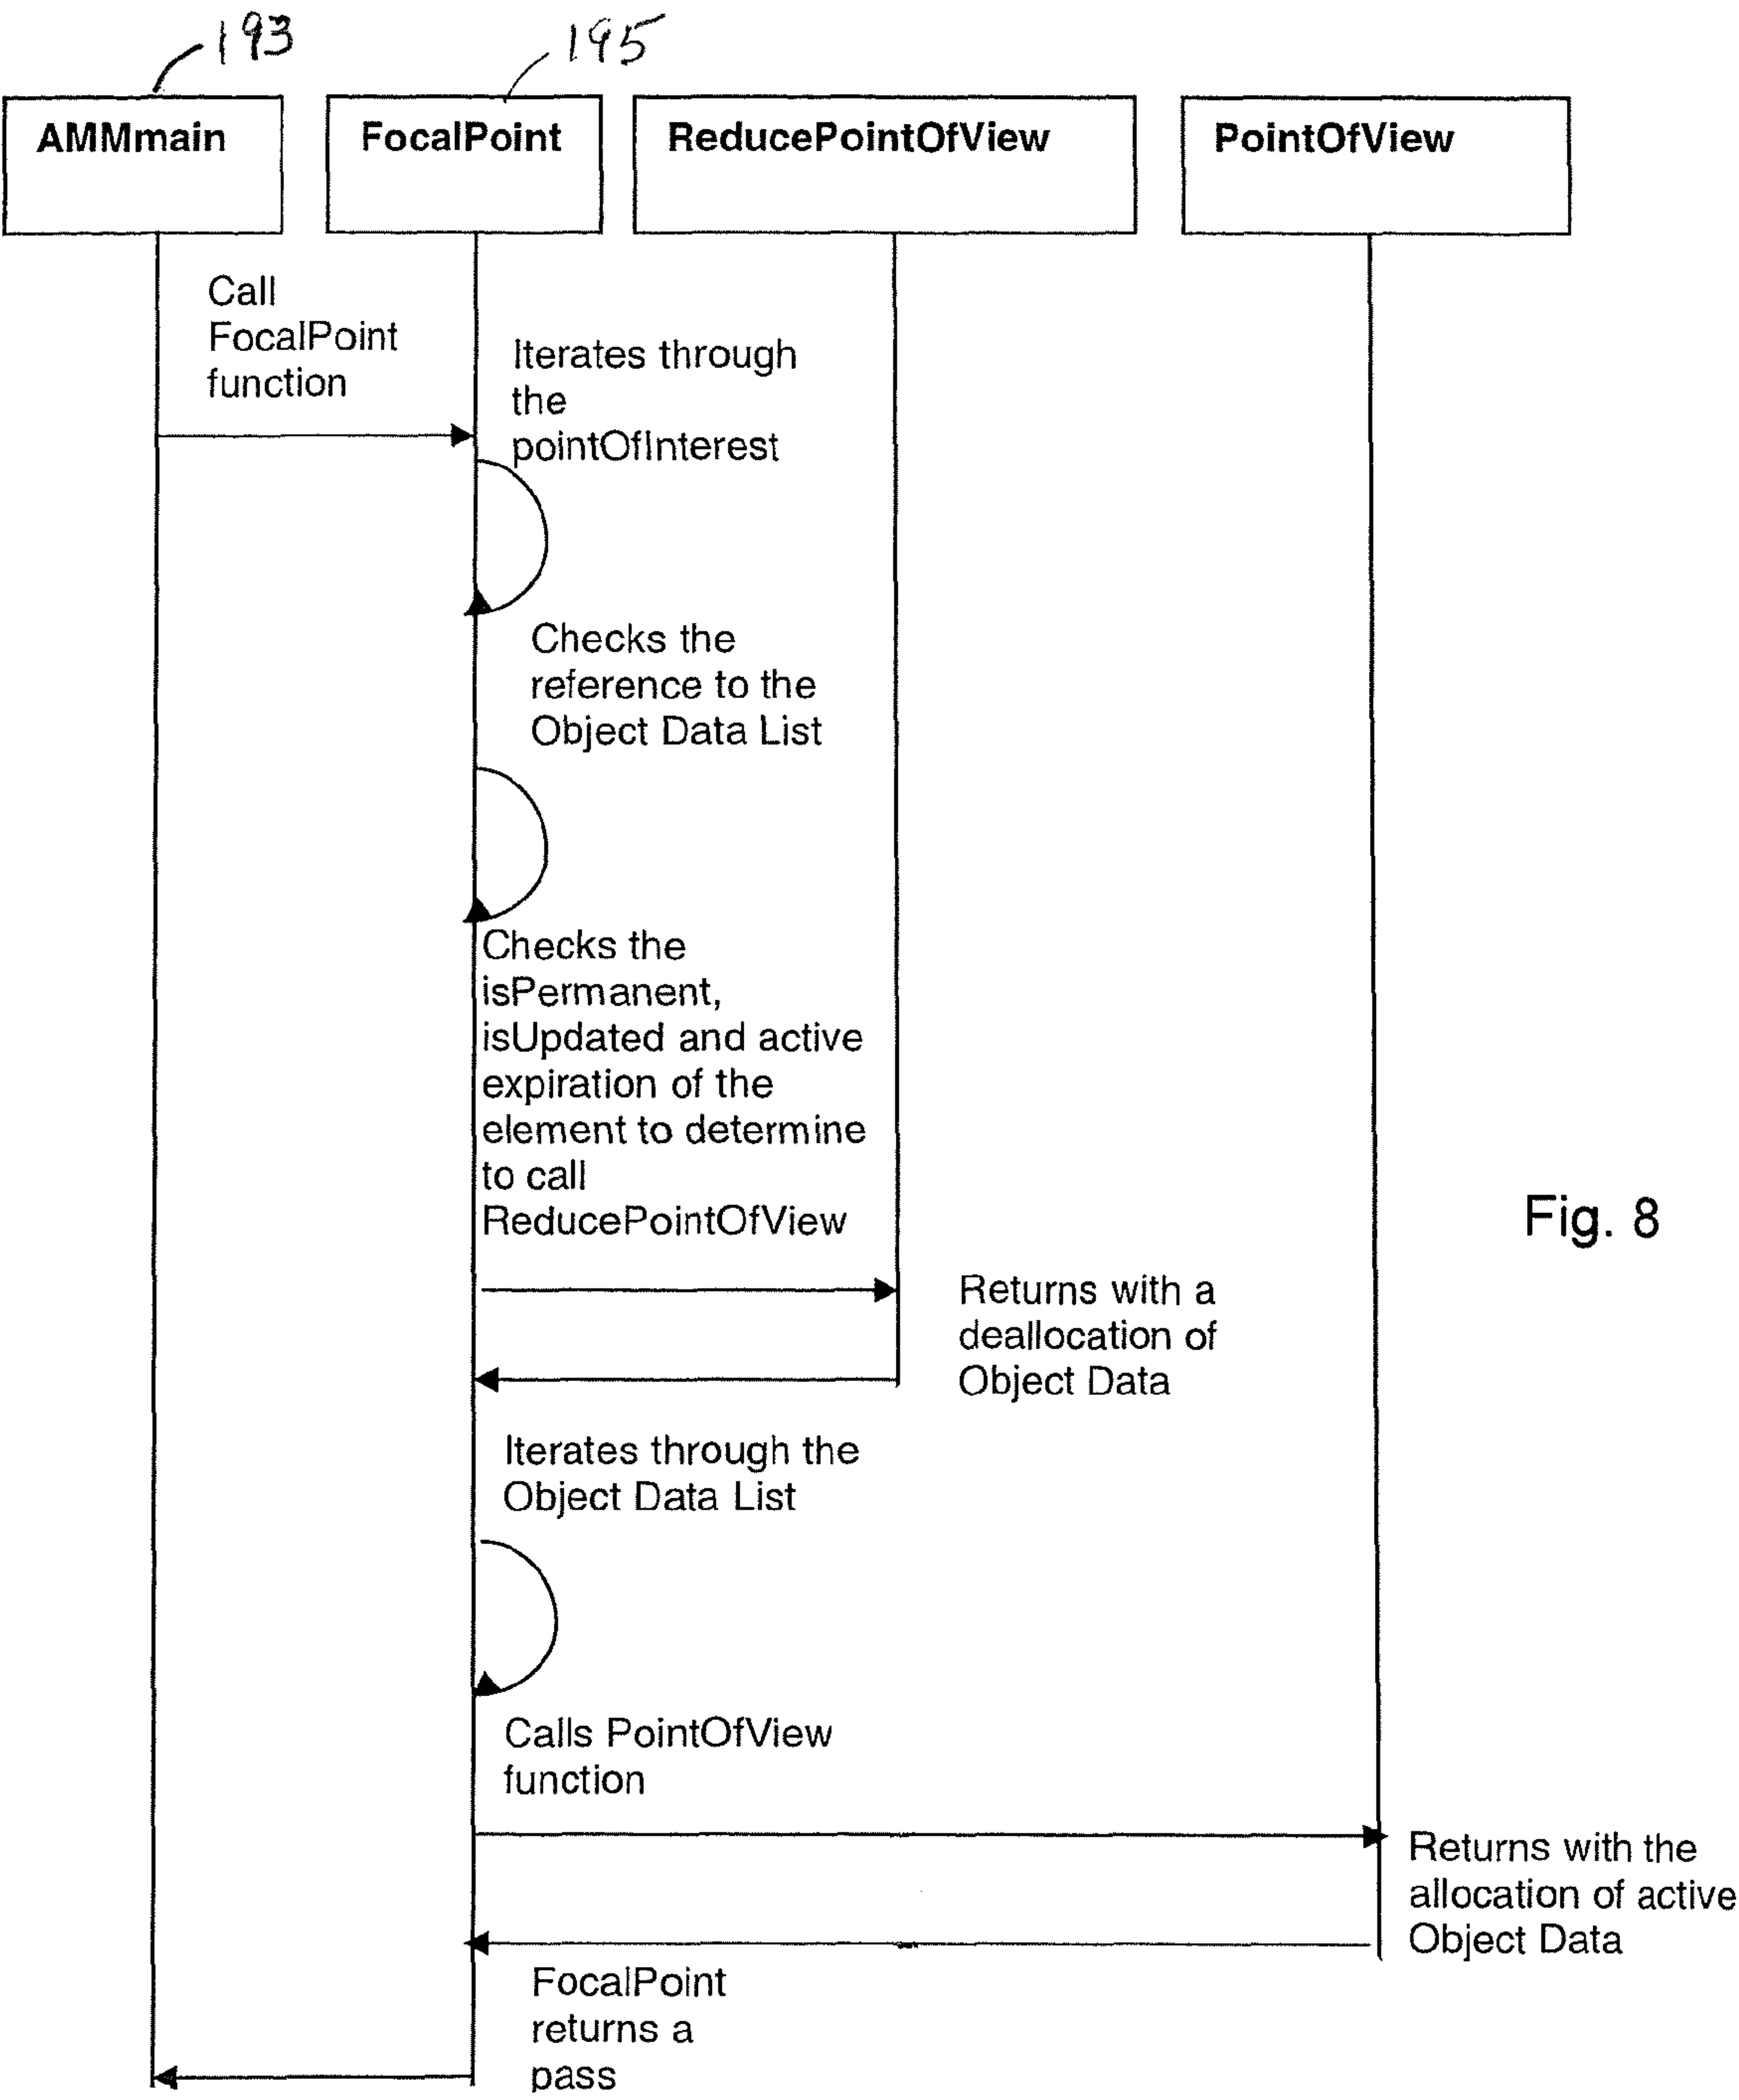 193
195
AMMmain
FocalPoint
ReducePointOfView
PointOfView
Call
FocalPoint
function
Iterates through
the
pointOfInterest
Checks the
reference to the
Object Data List
Checks the
isPermanent,
isUpdated and active
expiration of the
element to determine
to call
ReducePointOfView
Fig. 8
Returns with a
deallocation of
Object Data
Iterates through the
Object Data List
Calls PointOfView
function
Returns with the
allocation of active
Object Data
FocalPoint
returns a
pass